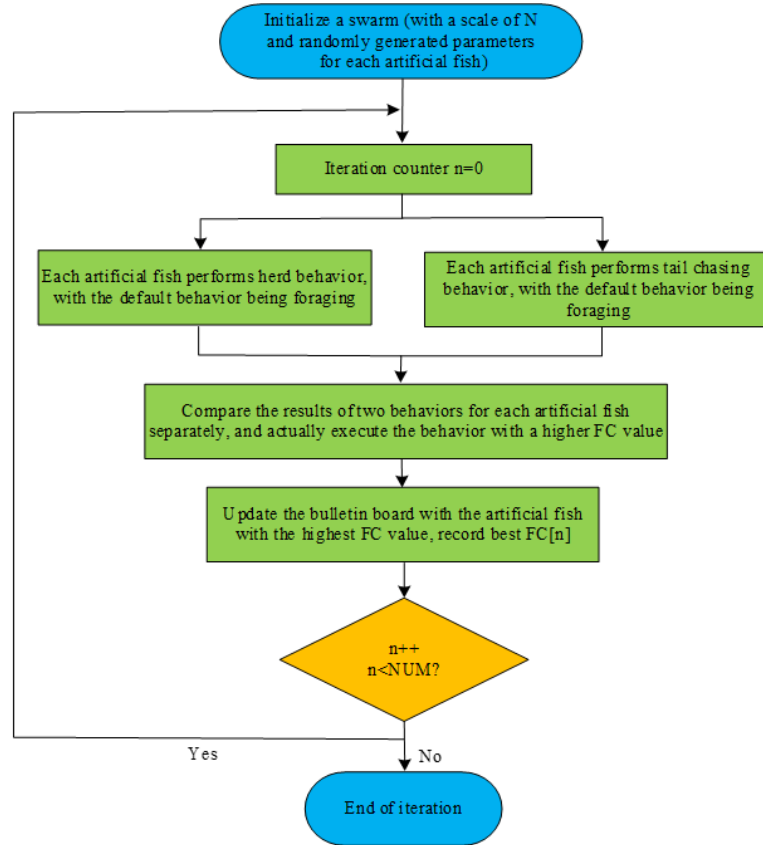 Initialize a swarm (with a scale of N
and randomly generated parameters
for each artificial fish)
Iteration counter n=0
Each artificial fish performs herd behavior,
with the default behavior being foraging
Each artificial fish performs tail chasing
behavior, with the default behavior being
foraging
Compare the results of two behaviors for each artificial fish
separately, and actually execute the behavior with a higher FC value
Update the bulletin board with the artificial fish
with the highest FC value, record best FC[n]
n++
n<NUM?
Yes
No
End of iteration